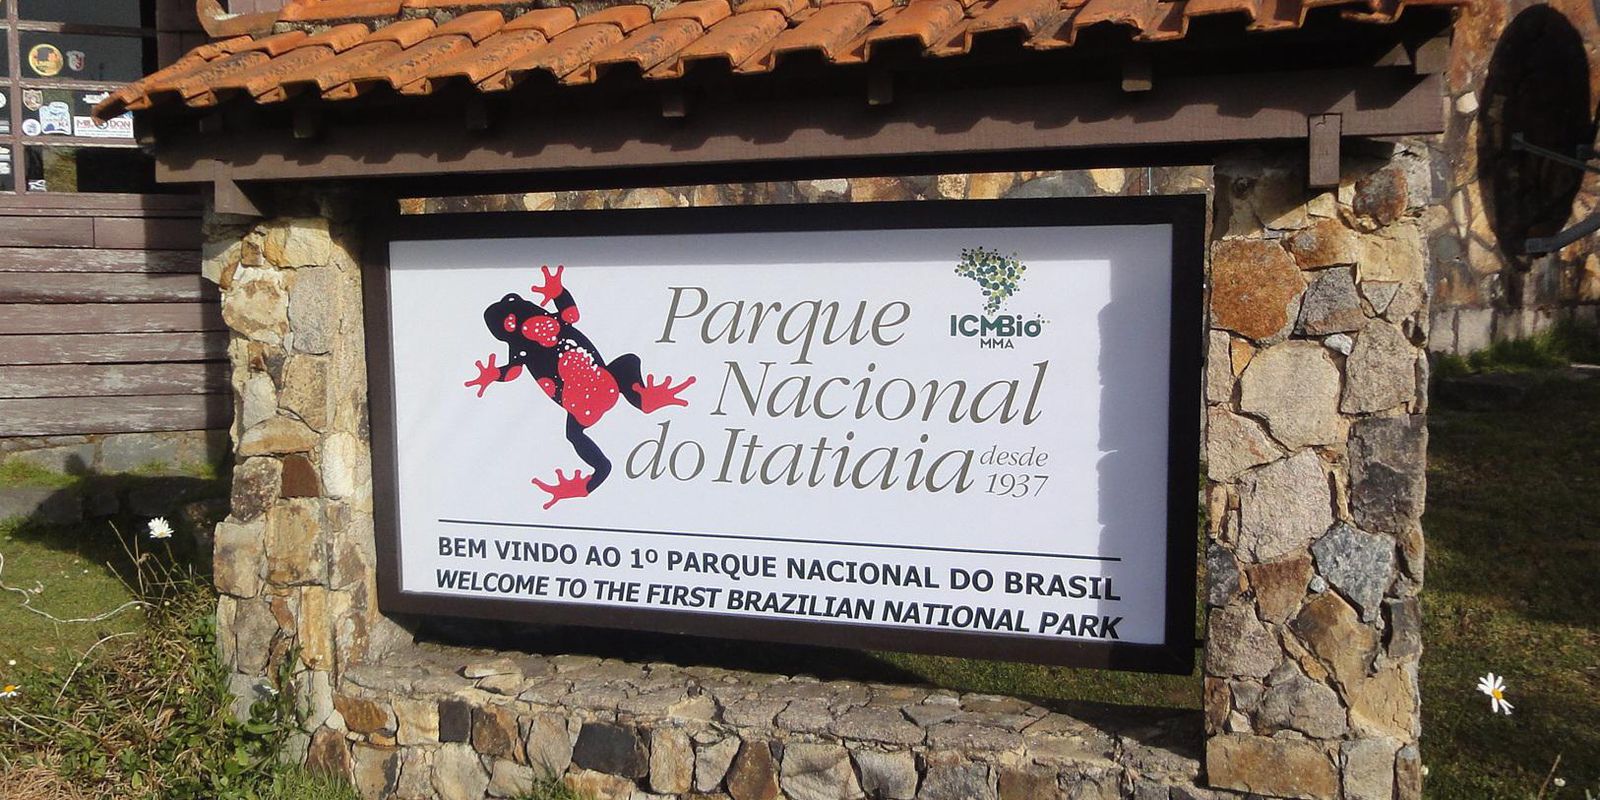 Parque
Nacional
do Itatiaia desde
1937
ICMBio
MMA
BEM VINDO AO 1º PARQUE NACIONAL DO BRASIL
WELCOME TO THE FIRST BRAZILIAN NATIONAL PARK